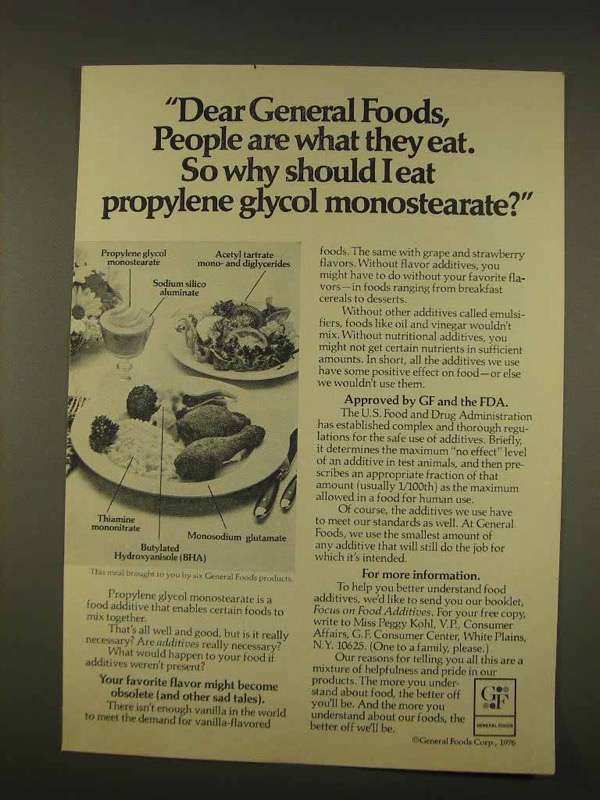 “Dear General Foods,
People are what they eat.
So why should I eat
propylene glycol monostearate?”
Propylene glycol
monostearate
Acetyl tartrate
mono- and diglycerides
Sodium silico
aluminate
Thiamine
mononitrate
Butylated
Hydroxyanisole (BHA)
Monosodium glutamate
This meal brought to you by six General Foods products.
Propylene glycol monostearate is a
food additive that enables certain foods to
mix together.
That's all well and good, but is it really
necessary? Are additives really necessary?
What would happen to your food if
additives weren't present?
Your favorite flavor might become
obsolete (and other sad tales).
There isn't enough vanilla in the world
to meet the demand for vanilla-flavored
foods. The same with grape and strawberry
flavors. Without flavor additives, you
might have to do without your favorite fla-
vors—in foods ranging from breakfast
cereals to desserts.
Without other additives called emulsi-
fiers, foods like oil and vinegar wouldn't
mix. Without nutritional additives, you
might not get certain nutrients in sufficient
amounts. In short, all the additives we use
have some positive effect on food—or else
we wouldn't use them.
Approved by GF and the FDA.
The U.S. Food and Drug Administration
has established complex and thorough regu-
lations for the safe use of additives. Briefly,
it determines the maximum "no effect" level
of an additive in test animals, and then pre-
scribes an appropriate fraction of that
amount (usually 1/100th) as the maximum
allowed in a food for human use.
Of course, the additives we use have
to meet our standards as well. At General
Foods, we use the smallest amount of
any additive that will still do the job for
which it's intended.
For more information.
To help you better understand food
additives, we'd like to send you our booklet,
Focus on Food Additives. For your free copy,
write to Miss Peggy Kohl, V.P., Consumer
Affairs, G.F. Consumer Center, White Plains,
N.Y. 10625. (One to a family, please.)
Our reasons for telling you all this are a
mixture of helpfulness and pride in our
products. The more you under-
stand about food, the better off
you'll be. And the more you
understand about our foods, the
better off we'll be.
GF
GENERAL FOODS
©General Foods Corp., 1976